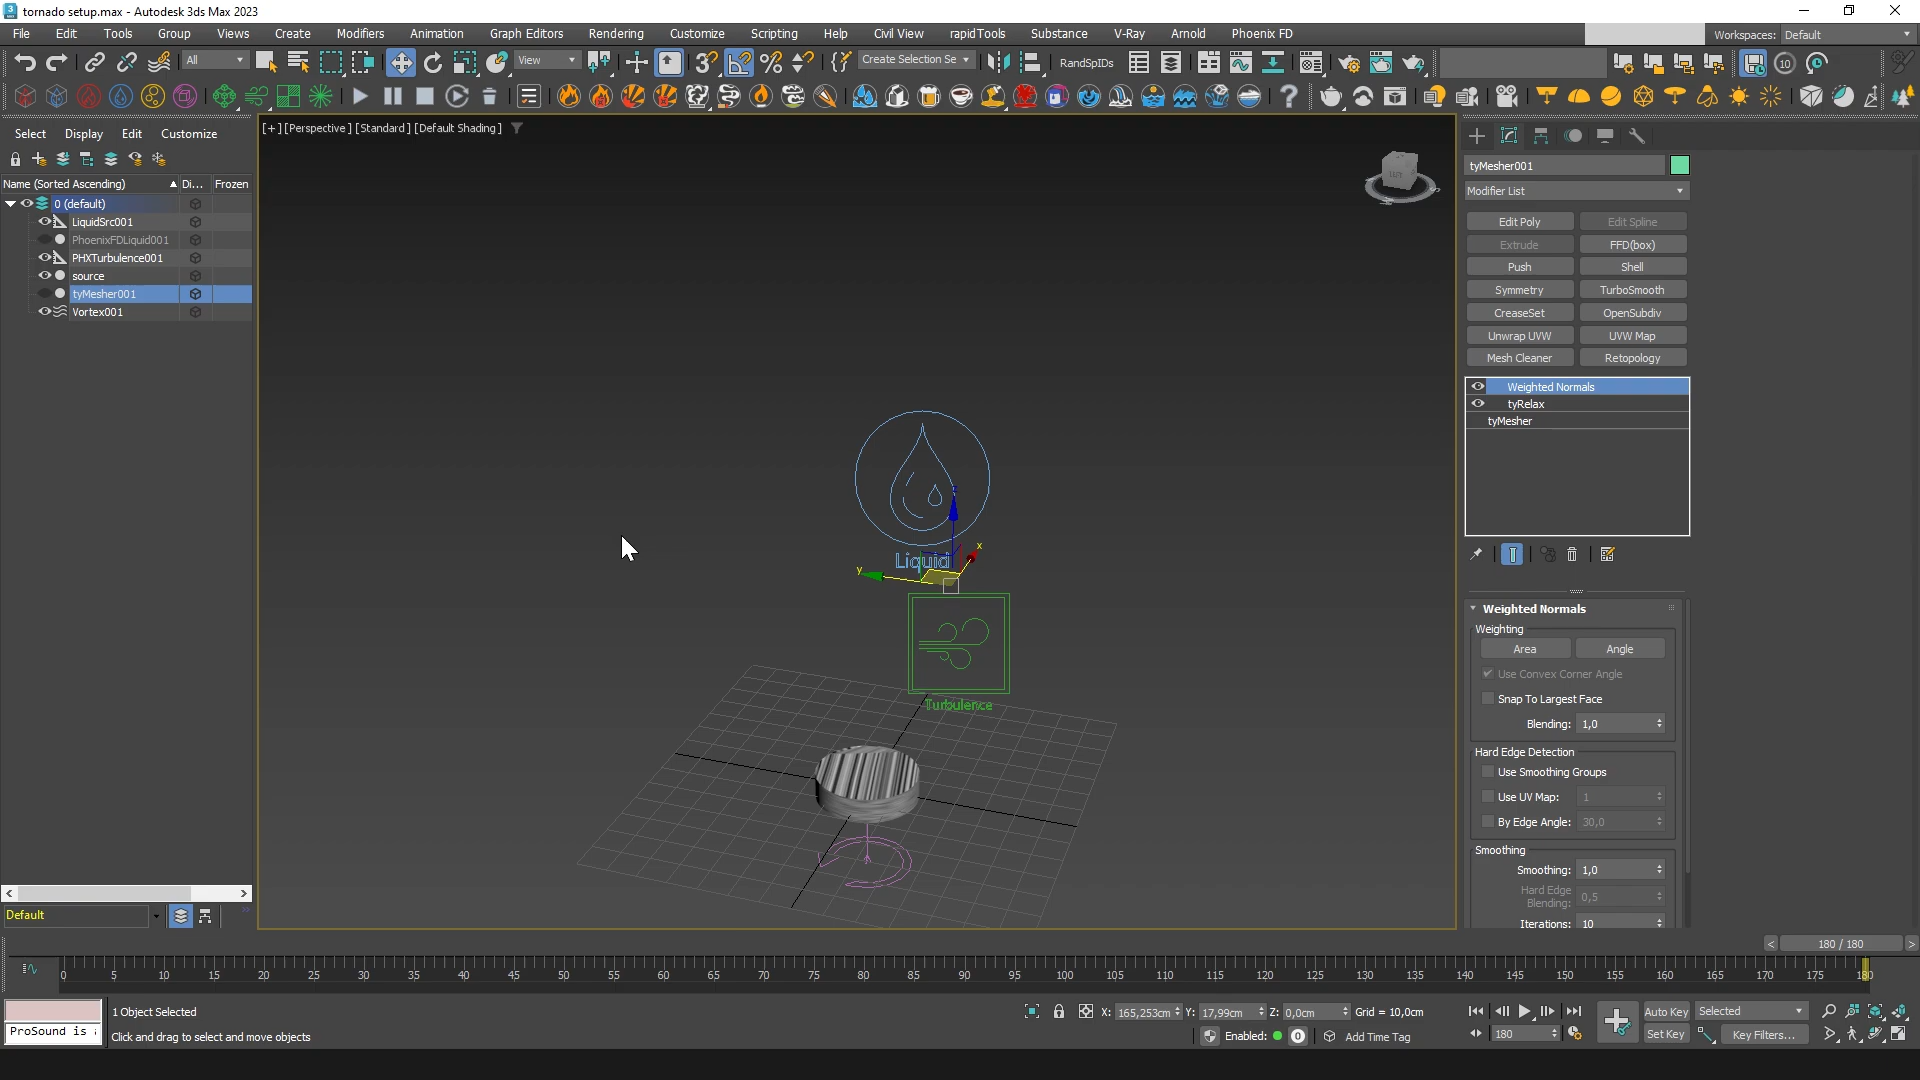 tornado setup.max - Autodesk 3ds Max 2023
File Edit Tools Group Views Create Modifiers Animation Graph Editors Rendering Customize Scripting Help Civil View rapidTools Substance V-Ray Arnold Phoenix FD Workspaces: Default
All View Create Selection Se RandSpIDs 10
Select Display Edit Customize
[+] [Perspective] [Standard] [Default Shading]
Name (Sorted Ascending) Di... Frozen
0 (default)
LiquidSrc001
PhoenixFDLiquid001
PHXTurbulence001
source
tyMesher001
Vortex001
Default
Liquid
x
y
z
Turbulence
tyMesher001
Modifier List
Edit Poly Edit Spline
Extrude FFD(box)
Push Shell
Symmetry TurboSmooth
CreaseSet OpenSubdiv
Unwrap UVW UVW Map
Mesh Cleaner Retopology
Weighted Normals
tyRelax
tyMesher
Weighted Normals
Weighting
Area Angle
Use Convex Corner Angle
Snap To Largest Face
Blending: 1,0
Hard Edge Detection
Use Smoothing Groups
Use UV Map: 1
By Edge Angle: 30,0
Smoothing
Smoothing: 1,0
Hard Edge
Blending: 0,5
Iterations: 10
< 180 / 180 >
0 5 10 15 20 25 30 35 40 45 50 55 60 65 70 75 80 85 90 95 100 105 110 115 120 125 130 135 140 145 150 155 160 165 170 175 180
1 Object Selected X: 165,253cm Y: 17,99cm Z: 0,0cm Grid = 10,0cm Auto Key Selected
ProSound is Click and drag to select and move objects Enabled: 0 Add Time Tag 180 Set Key Key Filters...